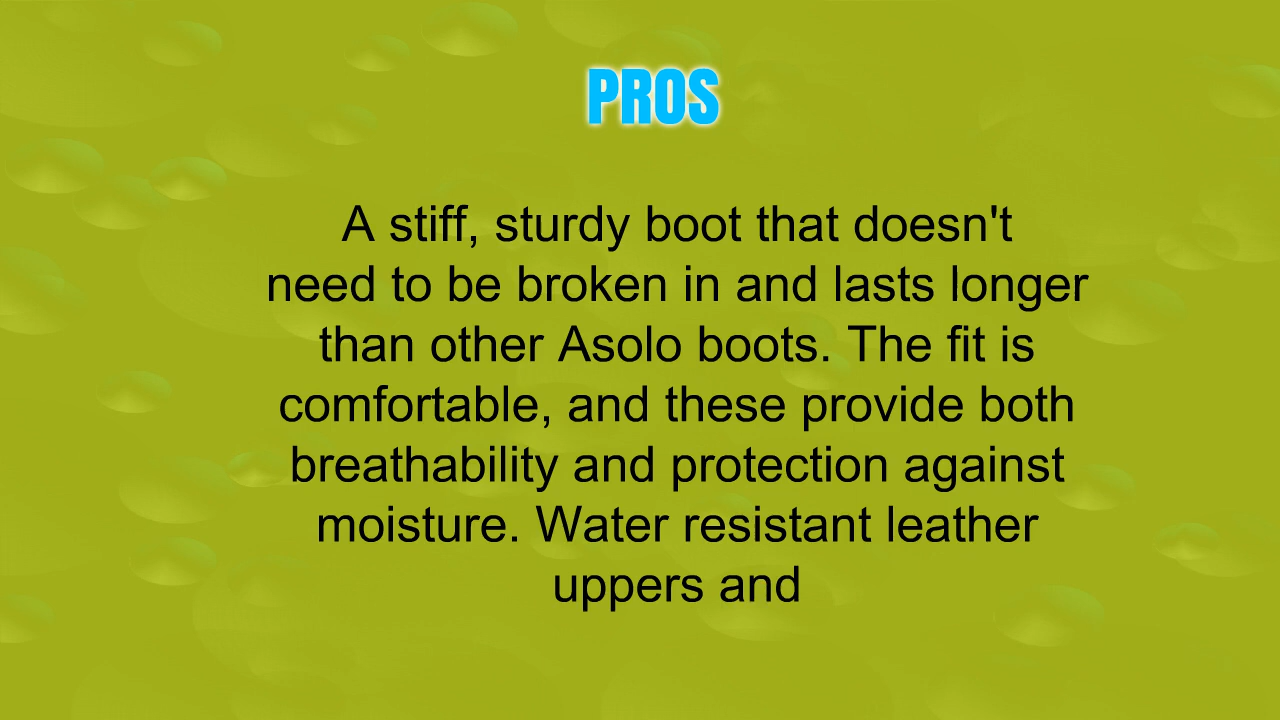 PROS
A stiff, sturdy boot that doesn't
need to be broken in and lasts longer
than other Asolo boots. The fit is
comfortable, and these provide both
breathability and protection against
moisture. Water resistant leather
uppers and